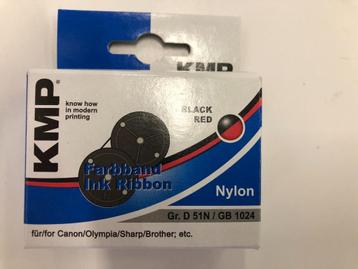 KMP®
know how
in modern
printing
BLACK
RED
Farbband
Ink Ribbon
Nylon
Gr. D 51N / GB 1024
für/for Canon/Olympia/Sharp/Brother; etc.